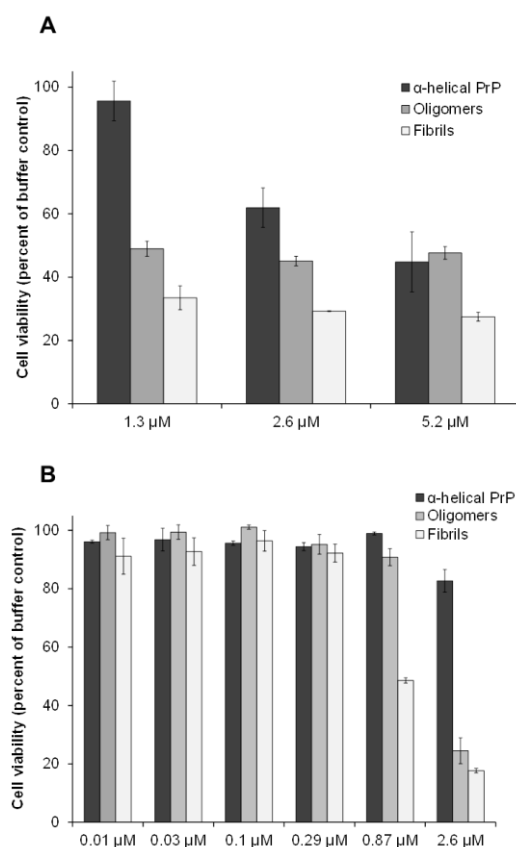 A
Cell viability (percent of buffer control)
100
80
60
40
20
0
α-helical PrP
Oligomers
Fibrils
1.3 μM 2.6 μM 5.2 μM
B
Cell viability (percent of buffer control)
100
80
60
40
20
0
α-helical PrP
Oligomers
Fibrils
0.01 μM 0.03 μM 0.1 μM 0.29 μM 0.87 μM 2.6 μM